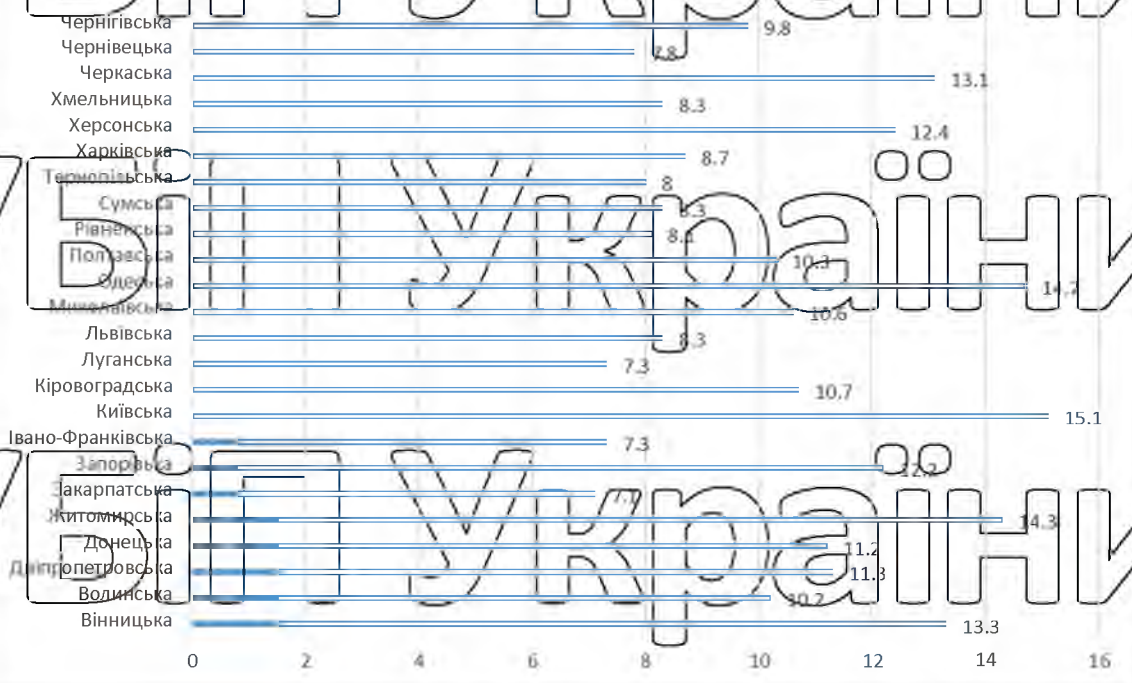 Чернігівська 9.8
Чернівецька 7.8
Черкаська 13.1
Хмельницька 8.3
Херсонська 12.4
Харківська 8.7
Тернопільська 8
Сумська 8.3
Рівненська 8.1
Полтавська 10.3
Одеська 14.7
Миколаївська 10.6
Львівська 8.3
Луганська 7.3
Кіровоградська 10.7
Київська 15.1
Івано-Франківська 7.3
Запорізька 12.2
Закарпатська 7.1
Житомирська 14.3
Донецька 11.2
Дніпропетровська 11.3
Волинська 10.2
Вінницька 13.3
0 2 4 6 8 10 12 14 16
України
БіП України
БіП України